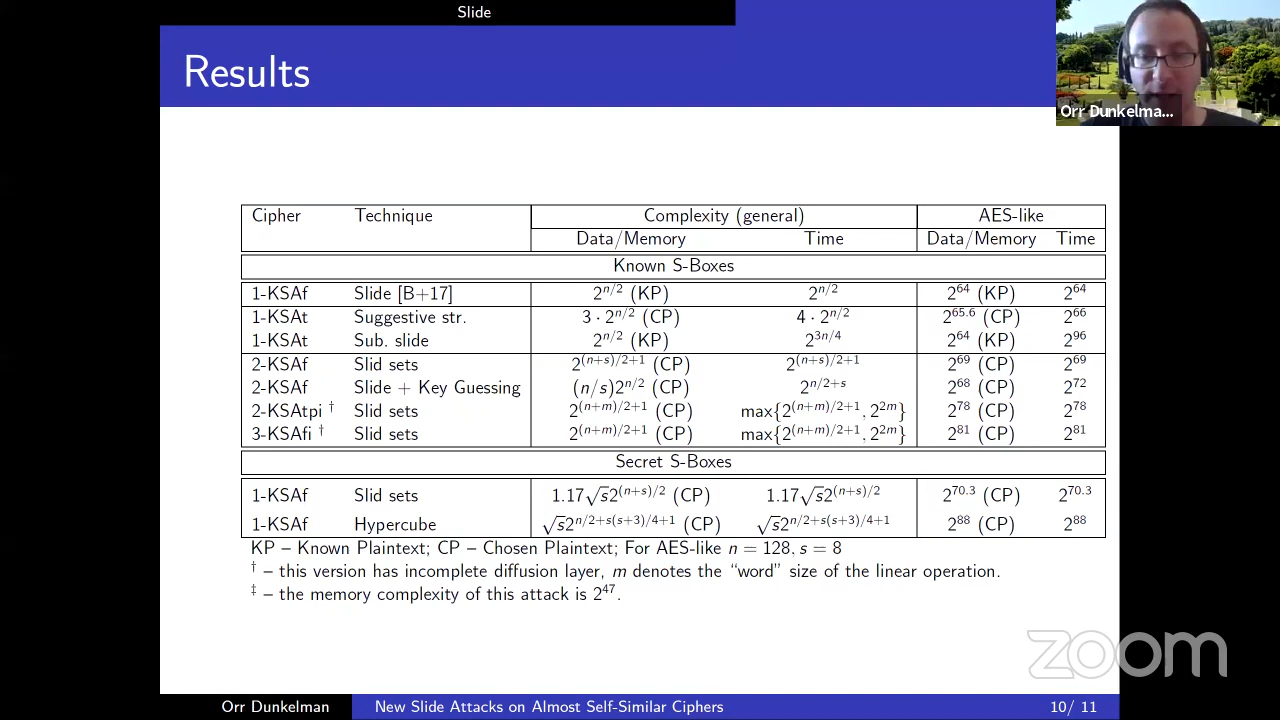 Slide
Results
Orr Dunkelma...
Cipher Technique Complexity (general) AES-like
Data/Memory Time Data/Memory Time
Known S-Boxes
1-KSAf Slide [B+17] 2^{n/2} (KP) 2^{n/2} 2^{64} (KP) 2^{64}
1-KSAt Suggestive str. 3 · 2^{n/2} (CP) 4 · 2^{n/2} 2^{65.6} (CP) 2^{66}
1-KSAt Sub. slide 2^{n/2} (KP) 2^{3n/4} 2^{64} (KP) 2^{96}
2-KSAf Slid sets 2^{(n+s)/2+1} (CP) 2^{(n+s)/2+1} 2^{69} (CP) 2^{69}
2-KSAf Slide + Key Guessing (n/s)2^{n/2} (CP) 2^{n/2+s} 2^{68} (CP) 2^{72}
2-KSAtpi † Slid sets 2^{(n+m)/2+1} (CP) max{2^{(n+m)/2+1}, 2^{2m}} 2^{78} (CP) 2^{78}
3-KSAfi † Slid sets 2^{(n+m)/2+1} (CP) max{2^{(n+m)/2+1}, 2^{2m}} 2^{81} (CP) 2^{81}
Secret S-Boxes
1-KSAf Slid sets 1.17√s2^{(n+s)/2} (CP) 1.17√s2^{(n+s)/2} 2^{70.3} (CP) 2^{70.3}
1-KSAf Hypercube √s2^{n/2+s(s+3)/4+1} (CP) √s2^{n/2+s(s+3)/4+1} 2^{88} (CP) 2^{88}
KP – Known Plaintext; CP – Chosen Plaintext; For AES-like n = 128, s = 8
† – this version has incomplete diffusion layer, m denotes the “word” size of the linear operation.
‡ – the memory complexity of this attack is 2^{47}.
zoom
Orr Dunkelman New Slide Attacks on Almost Self-Similar Ciphers 10/ 11